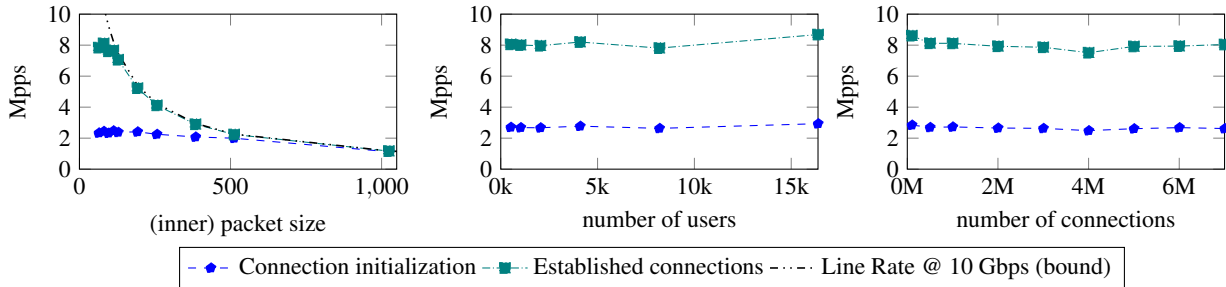 10
8
6
4
2
0
Mpps
0
500
1,000
(inner) packet size
10
8
6
4
2
0
Mpps
0k
5k
10k
15k
number of users
10
8
6
4
2
0
Mpps
0M
2M
4M
6M
number of connections
Connection initialization
Established connections
Line Rate @ 10 Gbps (bound)